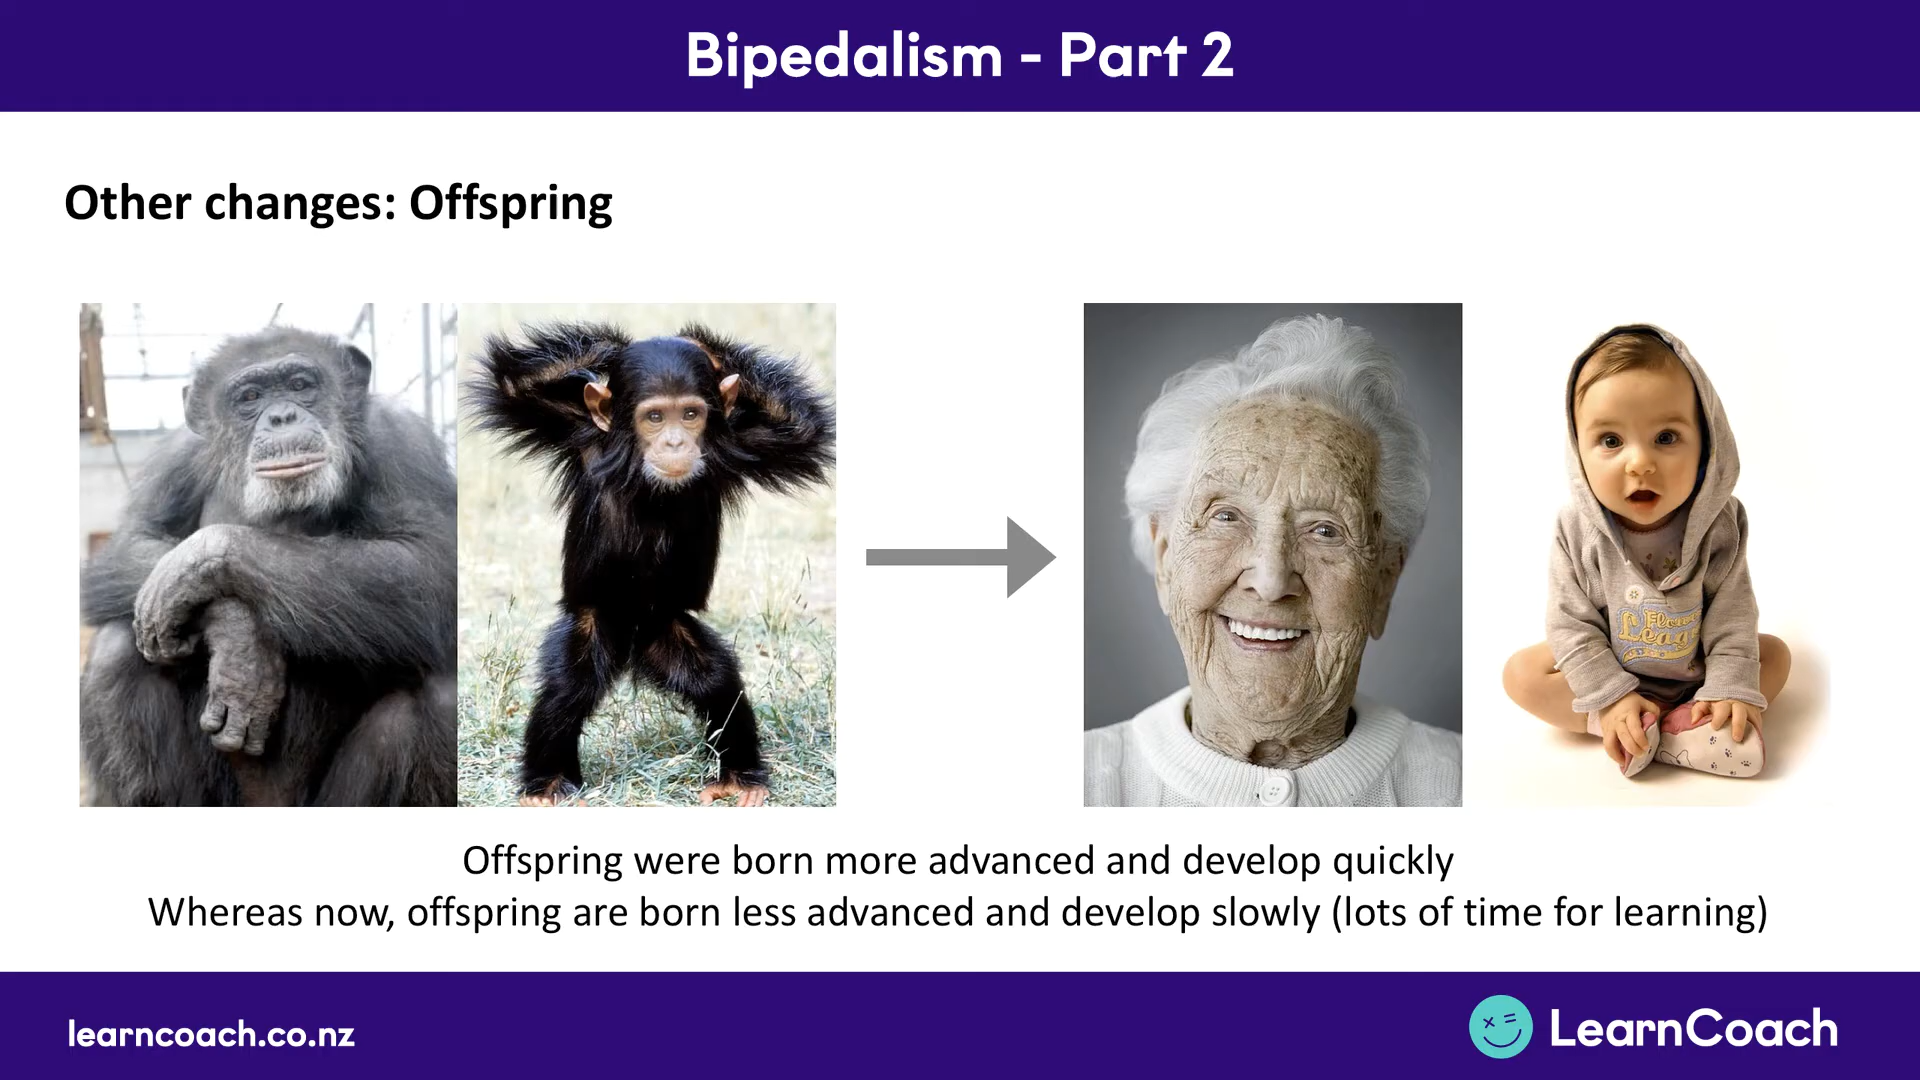 Bipedalism - Part 2
Other changes: Offspring
Offspring were born more advanced and develop quickly
Whereas now, offspring are born less advanced and develop slowly (lots of time for learning)
learncoach.co.nz
LearnCoach